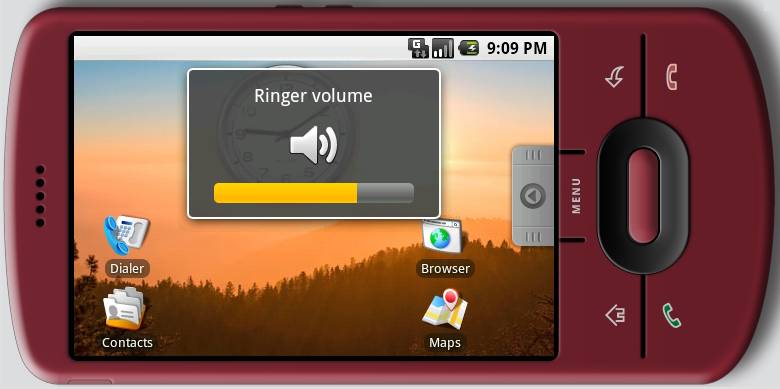 G
9:09 PM
Ringer volume
MENU
Dialer
Browser
Contacts
Maps